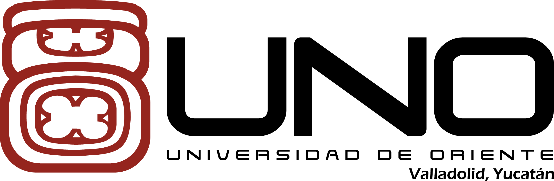 UNO
UNIVERSIDAD DE ORIENTE
Valladolid, Yucatán